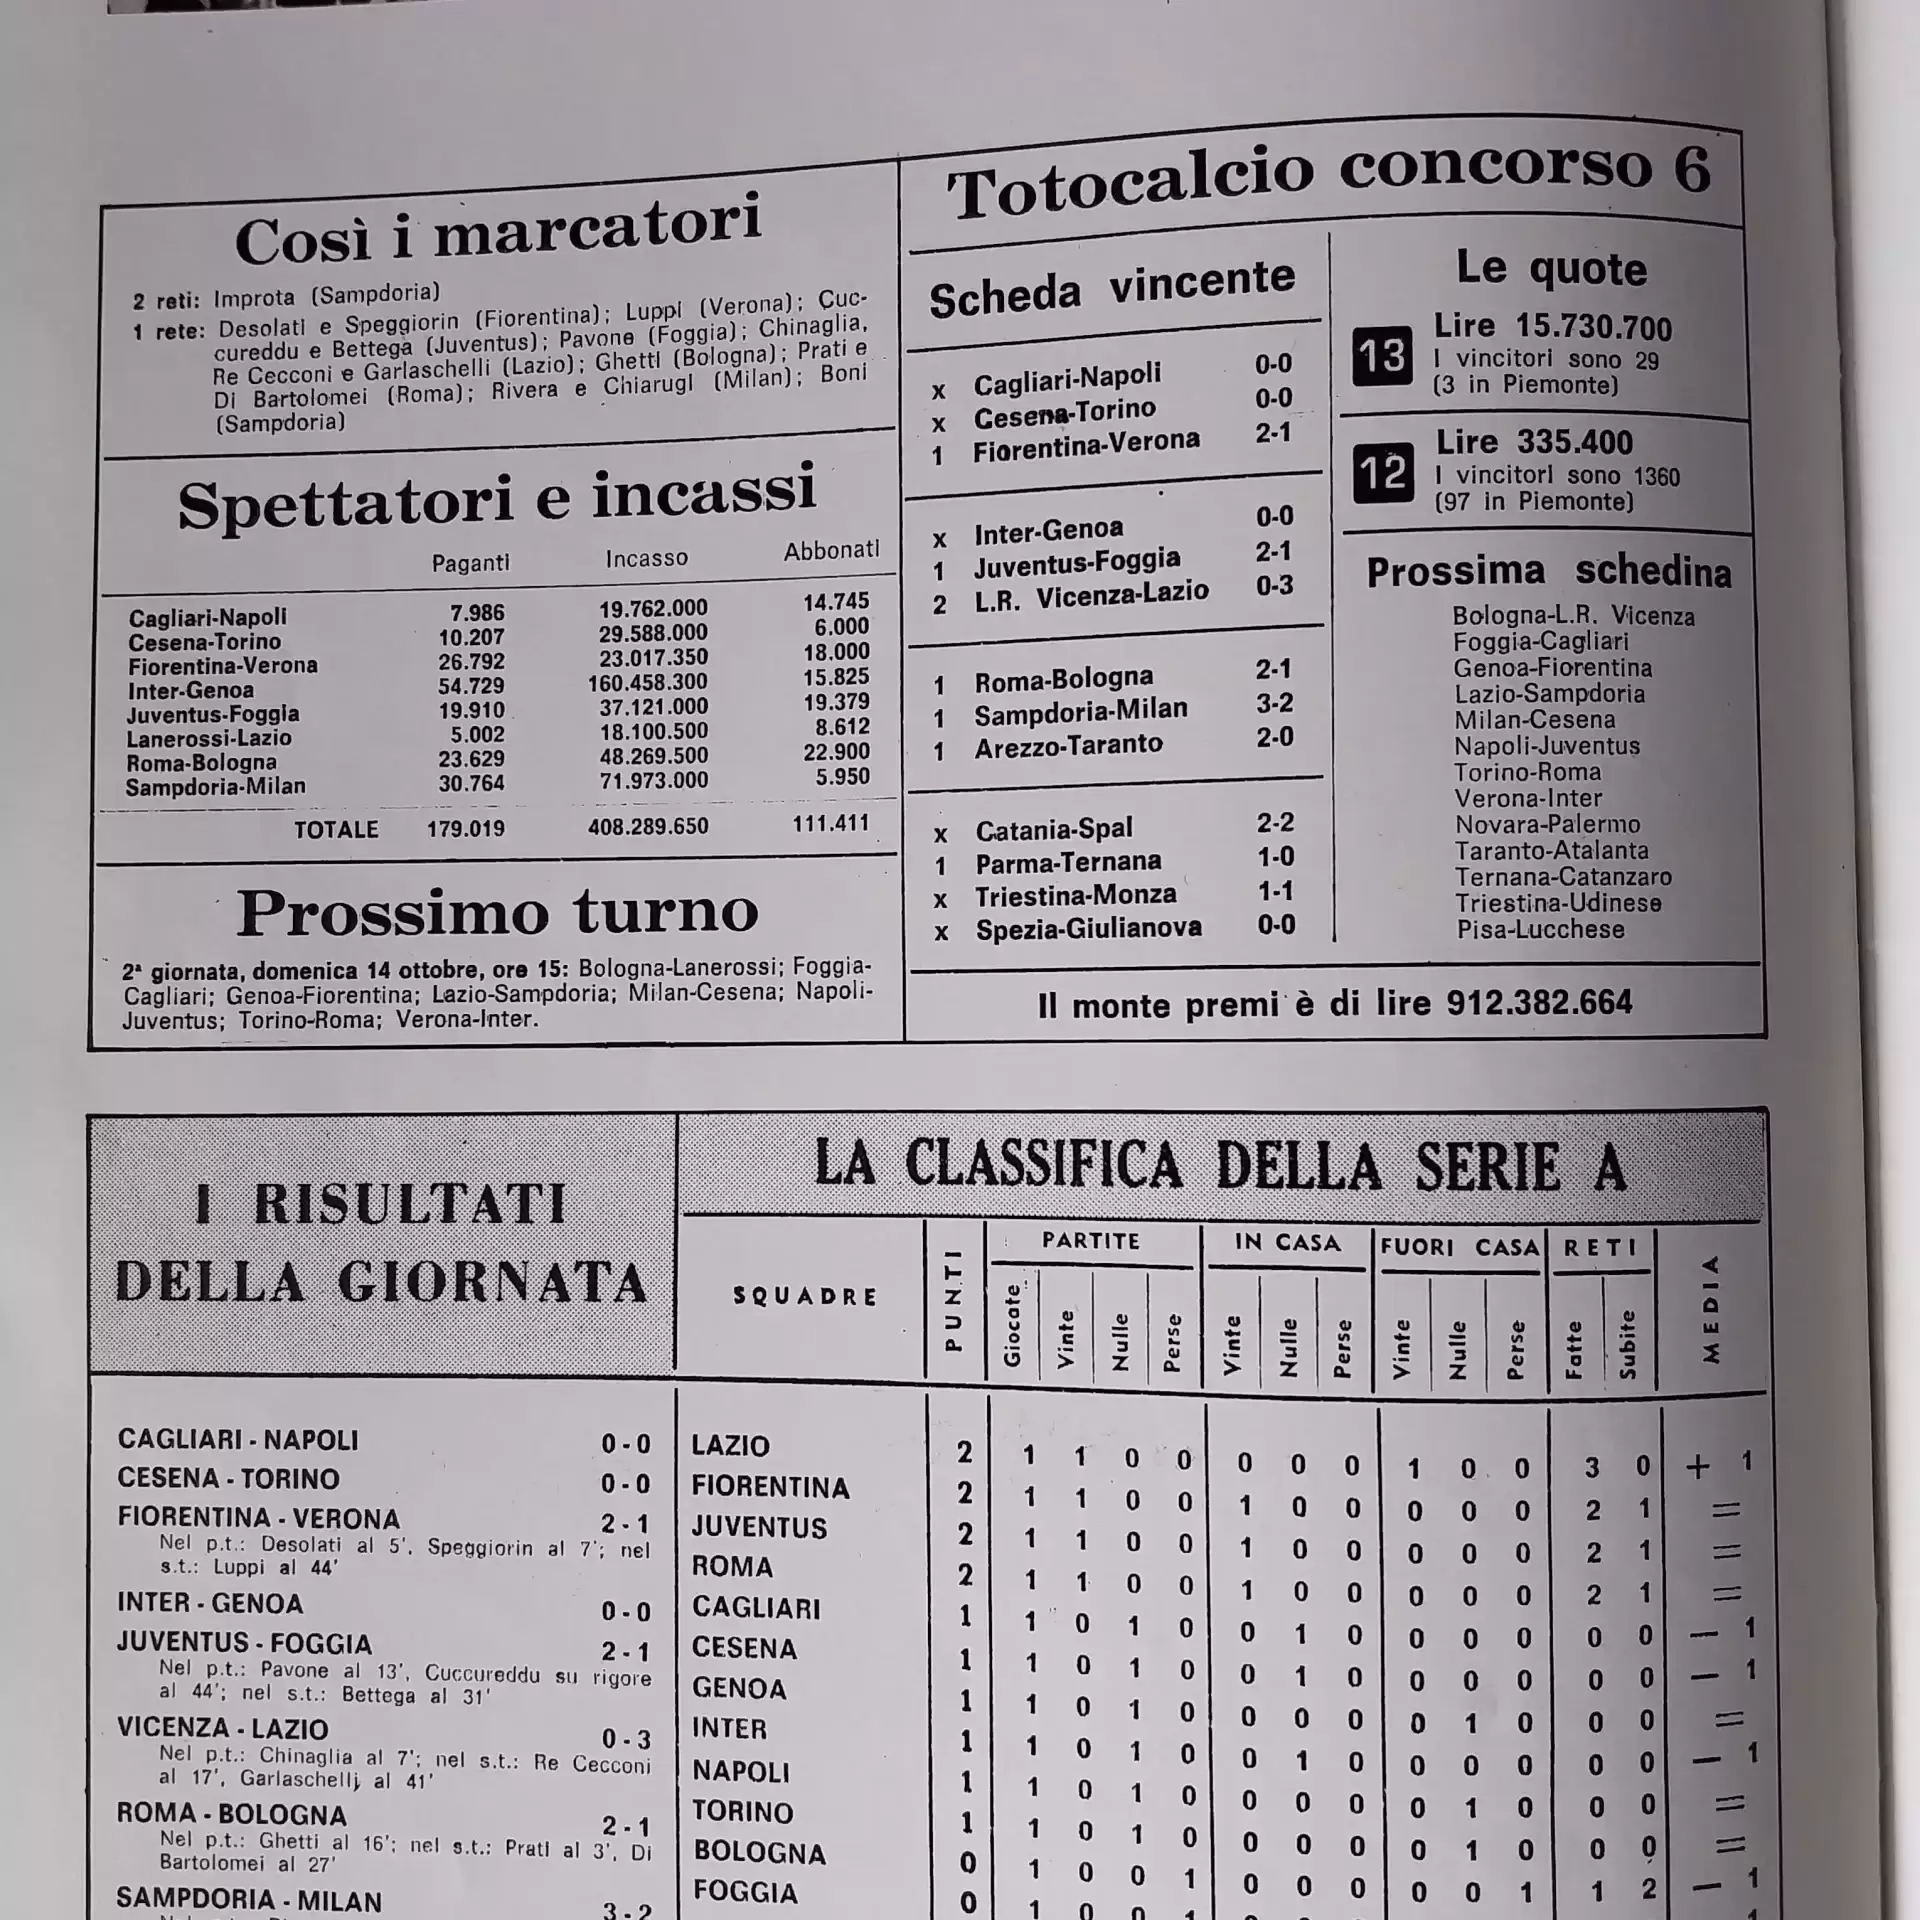 Così i marcatori
2 reti: Improta (Sampdoria)
1 rete: Desolati e Speggiorin (Fiorentina); Luppi (Verona); Cuc-
cureddu e Bettega (Juventus); Pavone (Foggia); Chinaglia,
Re Cecconi e Garlaschelli (Lazio); Ghetti (Bologna); Prati e
Di Bartolomei (Roma); Rivera e Chiarugi (Milan); Boni
(Sampdoria)
Spettatori e incassi
Paganti Incasso Abbonati
Cagliari-Napoli 7.986 19.762.000 14.745
Cesena-Torino 10.207 29.588.000 6.000
Fiorentina-Verona 26.792 23.017.350 18.000
Inter-Genoa 54.729 160.458.300 15.825
Juventus-Foggia 19.910 37.121.000 19.379
Lanerossi-Lazio 5.002 18.100.500 8.612
Roma-Bologna 23.629 48.269.500 22.900
Sampdoria-Milan 30.764 71.973.000 5.950
TOTALE 179.019 408.289.650 111.411
Prossimo turno
2ª giornata, domenica 14 ottobre, ore 15: Bologna-Lanerossi; Foggia-
Cagliari; Genoa-Fiorentina; Lazio-Sampdoria; Milan-Cesena; Napoli-
Juventus; Torino-Roma; Verona-Inter.
Totocalcio concorso 6
Scheda vincente
x Cagliari-Napoli 0-0
x Cesena-Torino 0-0
1 Fiorentina-Verona 2-1
x Inter-Genoa 0-0
1 Juventus-Foggia 2-1
2 L.R. Vicenza-Lazio 0-3
1 Roma-Bologna 2-1
1 Sampdoria-Milan 3-2
1 Arezzo-Taranto 2-0
x Catania-Spal 2-2
1 Parma-Ternana 1-0
x Triestina-Monza 1-1
x Spezia-Giulianova 0-0
Le quote
13 Lire 15.730.700
I vincitori sono 29
(3 in Piemonte)
12 Lire 335.400
I vincitori sono 1360
(97 in Piemonte)
Prossima schedina
Bologna-L.R. Vicenza
Foggia-Cagliari
Genoa-Fiorentina
Lazio-Sampdoria
Milan-Cesena
Napoli-Juventus
Torino-Roma
Verona-Inter
Novara-Palermo
Taranto-Atalanta
Ternana-Catanzaro
Triestina-Udinese
Pisa-Lucchese
Il monte premi è di lire 912.382.664
I RISULTATI
DELLA GIORNATA
CAGLIARI - NAPOLI 0-0
CESENA - TORINO 0-0
FIORENTINA - VERONA 2-1
Nel p.t.: Desolati al 5', Speggiorin al 7'; nel
s.t.: Luppi al 44'
INTER - GENOA 0-0
JUVENTUS - FOGGIA 2-1
Nel p.t.: Pavone al 13', Cuccureddu su rigore
al 44'; nel s.t.: Bettega al 31'
VICENZA - LAZIO 0-3
Nel p.t.: Chinaglia al 7'; nel s.t.: Re Cecconi
al 17', Garlaschelli al 41'
ROMA - BOLOGNA 2-1
Nel p.t.: Ghetti al 16'; nel s.t.: Prati al 3', Di
Bartolomei al 27'
SAMPDORIA - MILAN 3-2
LA CLASSIFICA DELLA SERIE A
SQUADRE PUNTI PARTITE IN CASA FUORI CASA RETI MEDIA
Giocate Vinte Nulle Perse Vinte Nulle Perse Vinte Nulle Perse Fatte Subite
LAZIO 2 1 1 0 0 0 0 0 1 0 0 3 0 + 1
FIORENTINA 2 1 1 0 0 1 0 0 0 0 0 2 1 =
JUVENTUS 2 1 1 0 0 1 0 0 0 0 0 2 1 =
ROMA 2 1 1 0 0 1 0 0 0 0 0 2 1 =
CAGLIARI 1 1 0 1 0 0 1 0 0 0 0 0 0 — 1
CESENA 1 1 0 1 0 0 1 0 0 0 0 0 0 — 1
GENOA 1 1 0 1 0 0 0 0 0 1 0 0 0 =
INTER 1 1 0 1 0 0 1 0 0 0 0 0 0 — 1
NAPOLI 1 1 0 1 0 0 0 0 0 1 0 0 0 =
TORINO 1 1 0 1 0 0 0 0 0 1 0 0 0 =
BOLOGNA 0 1 0 0 1 0 0 0 0 0 1 1 2 — 1
FOGGIA 0 1 0 0 1